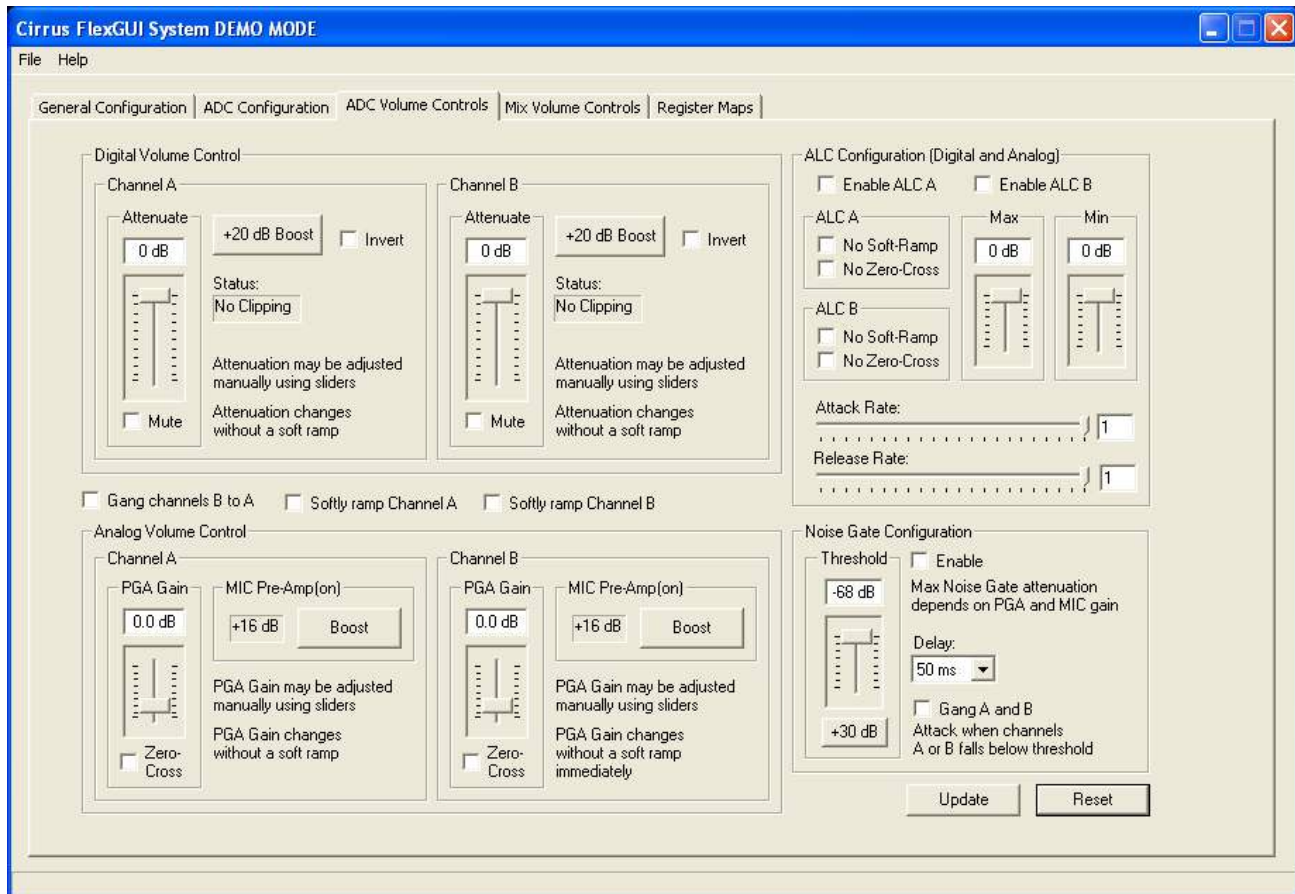 Cirrus FlexGUI System DEMO MODE
File Help
General Configuration
ADC Configuration
ADC Volume Controls
Mix Volume Controls
Register Maps
Digital Volume Control
Channel A
Attenuate
0 dB
+20 dB Boost
Invert
Status:
No Clipping
Attenuation may be adjusted
manually using sliders
Attenuation changes
without a soft ramp
Mute
Channel B
Attenuate
0 dB
+20 dB Boost
Invert
Status:
No Clipping
Attenuation may be adjusted
manually using sliders
Attenuation changes
without a soft ramp
Mute
Gang channels B to A
Softly ramp Channel A
Softly ramp Channel B
Analog Volume Control
Channel A
PGA Gain
0.0 dB
Zero-
Cross
MIC Pre-Amp(on)
+16 dB
Boost
PGA Gain may be adjusted
manually using sliders
PGA Gain changes
without a soft ramp
Channel B
PGA Gain
0.0 dB
Zero-
Cross
MIC Pre-Amp(on)
+16 dB
Boost
PGA Gain may be adjusted
manually using sliders
PGA Gain changes
without a soft ramp
immediately
ALC Configuration (Digital and Analog)
Enable ALC A
Enable ALC B
ALC A
No Soft-Ramp
No Zero-Cross
ALC B
No Soft-Ramp
No Zero-Cross
Max
0 dB
Min
0 dB
Attack Rate:
1
Release Rate:
1
Noise Gate Configuration
Threshold
-68 dB
+30 dB
Enable
Max Noise Gate attenuation
depends on PGA and MIC gain
Delay:
50 ms
Gang A and B
Attack when channels
A or B falls below threshold
Update
Reset